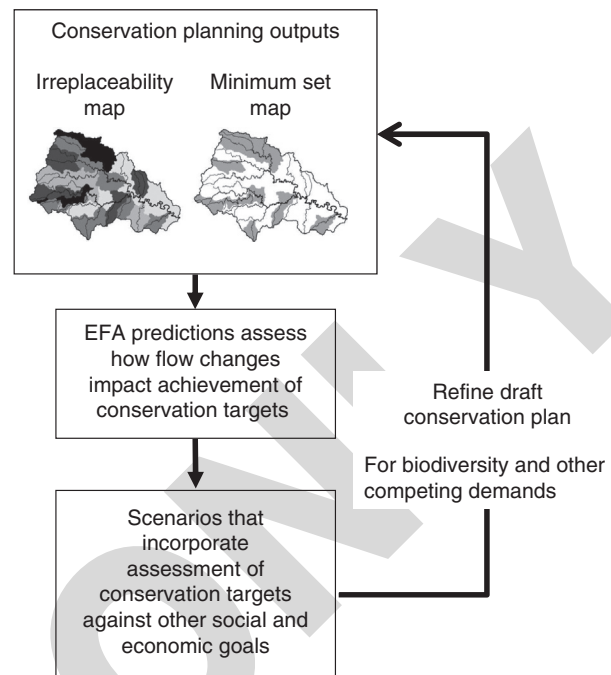 Conservation planning outputs
Irreplaceability
map
Minimum set
map
EFA predictions assess
how flow changes
impact achievement of
conservation targets
Refine draft
conservation plan
For biodiversity and other
competing demands
Scenarios that
incorporate
assessment of
conservation targets
against other social and
economic goals
ON Y